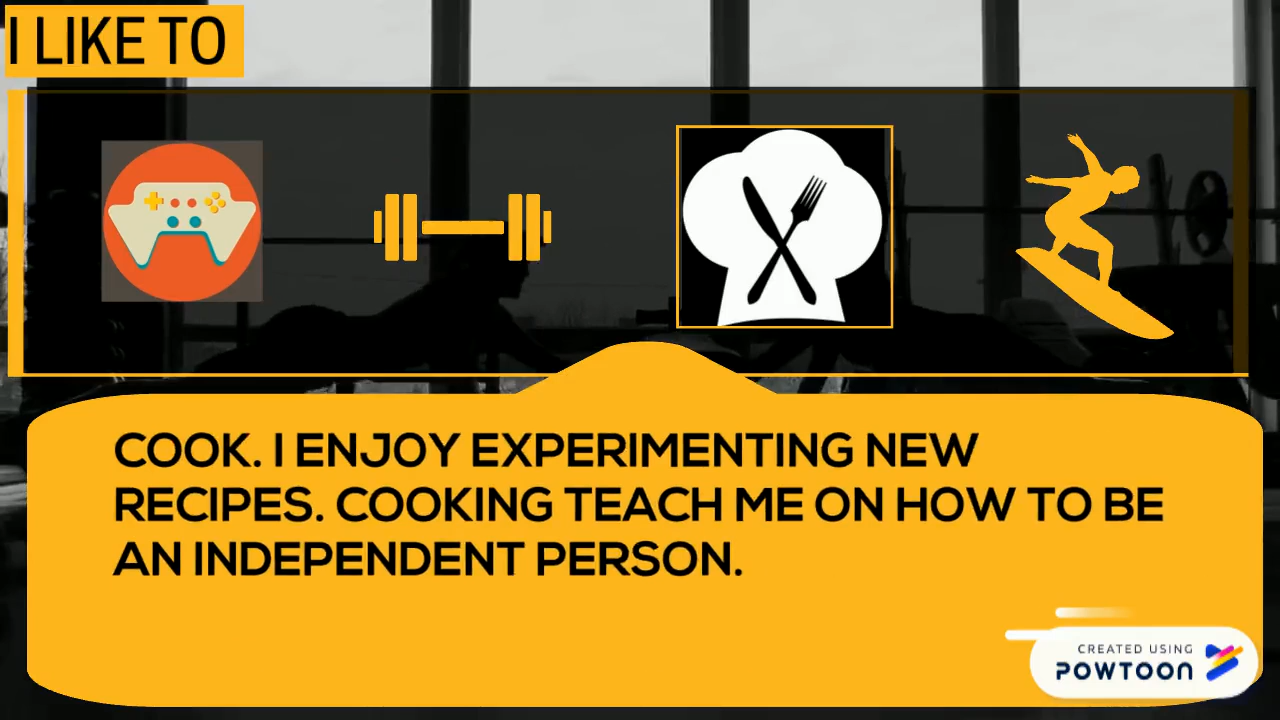 I LIKE TO
COOK. I ENJOY EXPERIMENTING NEW
RECIPES. COOKING TEACH ME ON HOW TO BE
AN INDEPENDENT PERSON.
CREATED USING
POWTOON